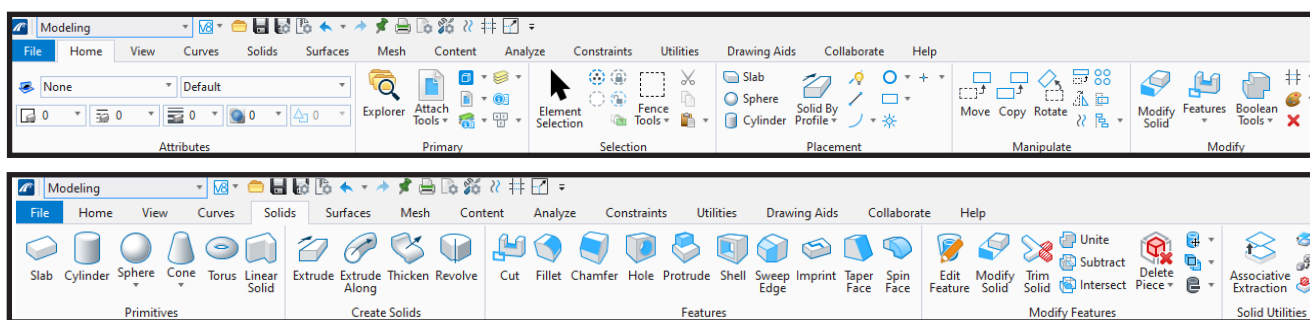 Modeling V8
File Home View Curves Solids Surfaces Mesh Content Analyze Constraints Utilities Drawing Aids Collaborate Help
None Default
0 0 0 0 0
Attributes
Explorer Attach Tools
Primary
Element Selection Fence Tools
Selection
Slab
Sphere
Cylinder
Solid By Profile
Placement
Move Copy Rotate
Manipulate
Modify Solid Features Boolean Tools
Modify
Modeling V8
File Home View Curves Solids Surfaces Mesh Content Analyze Constraints Utilities Drawing Aids Collaborate Help
Slab Cylinder Sphere Cone Torus Linear Solid
Primitives
Extrude Extrude Along Thicken Revolve
Create Solids
Cut Fillet Chamfer Hole Protrude Shell Sweep Edge Imprint Taper Face Spin Face
Features
Edit Feature Modify Solid Trim Solid
Unite
Subtract
Intersect
Delete Piece
Modify Features
Associative Extraction
Solid Utilities